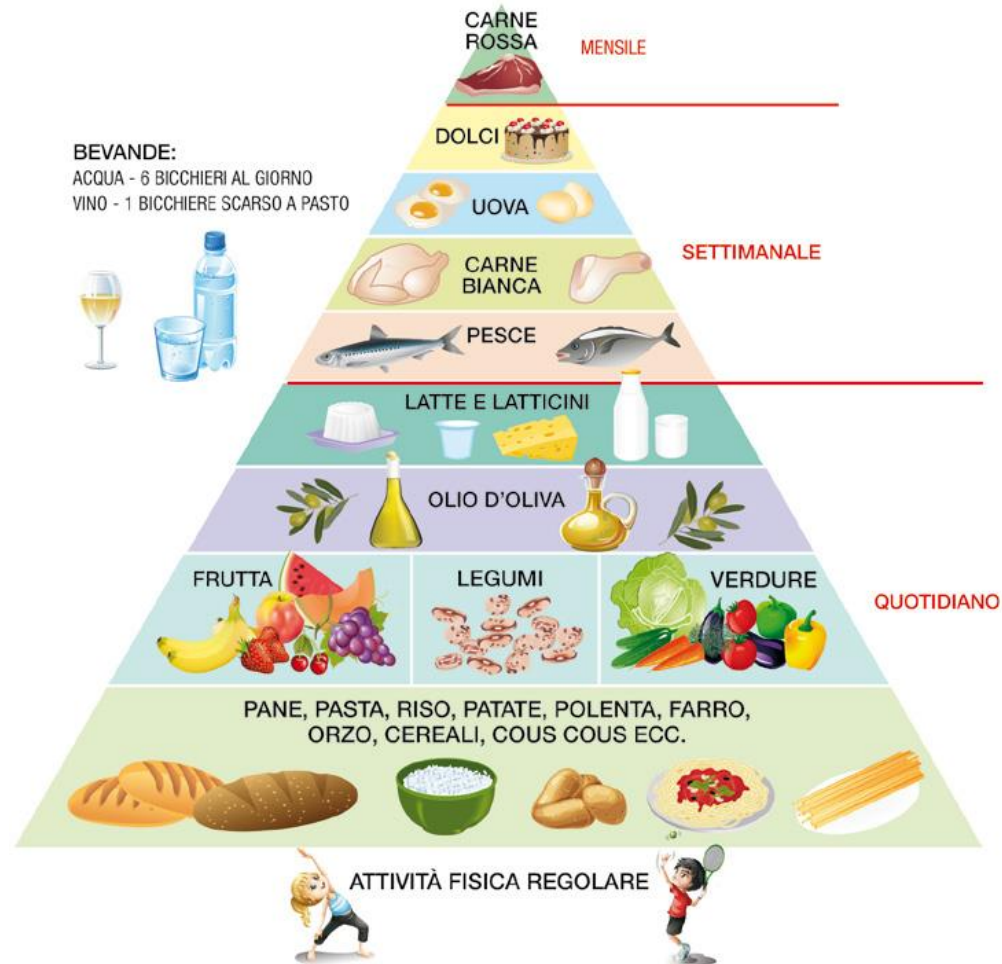 CARNE
ROSSA
MENSILE
DOLCI
BEVANDE:
ACQUA - 6 BICCHIERI AL GIORNO
VINO - 1 BICCHIERE SCARSO A PASTO
UOVA
SETTIMANALE
CARNE
BIANCA
PESCE
LATTE E LATTICINI
OLIO D'OLIVA
FRUTTA
LEGUMI
VERDURE
QUOTIDIANO
PANE, PASTA, RISO, PATATE, POLENTA, FARRO,
ORZO, CEREALI, COUS COUS ECC.
ATTIVITÀ FISICA REGOLARE